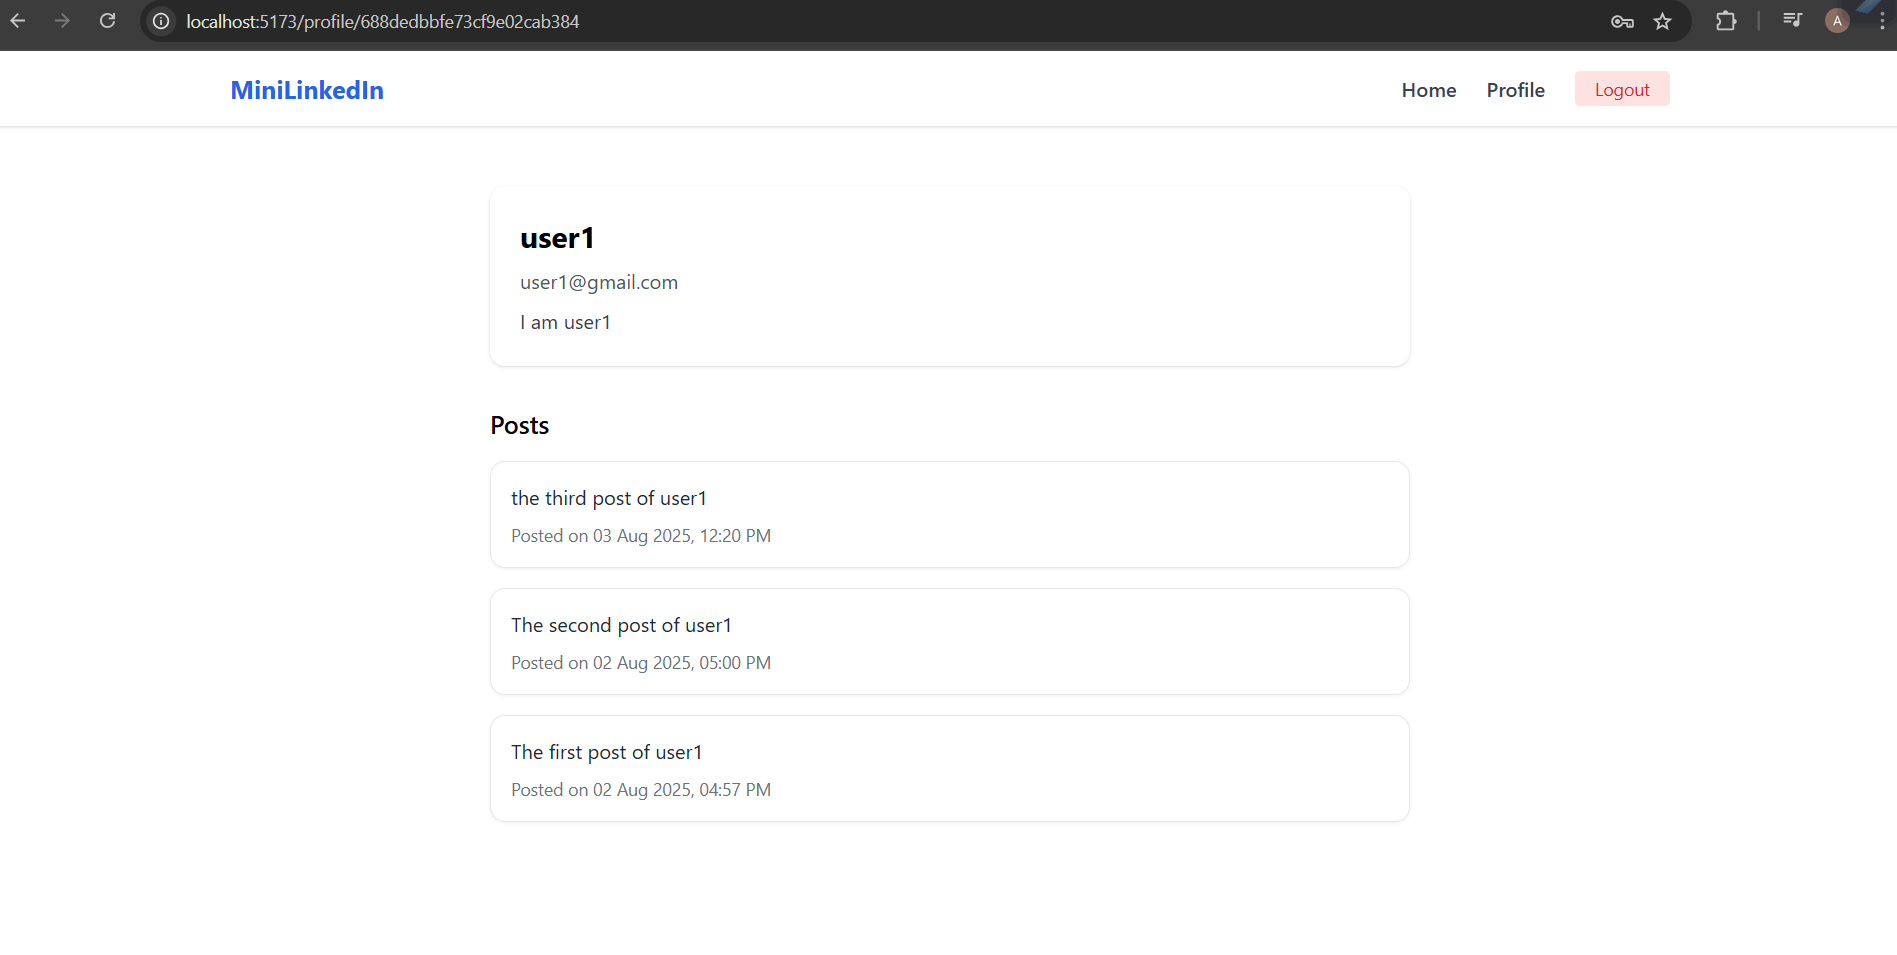 localhost:5173/profile/688dedbbfe73cf9e02cab384
A
MiniLinkedIn
Home Profile Logout
user1
user1@gmail.com
I am user1
Posts
the third post of user1
Posted on 03 Aug 2025, 12:20 PM
The second post of user1
Posted on 02 Aug 2025, 05:00 PM
The first post of user1
Posted on 02 Aug 2025, 04:57 PM